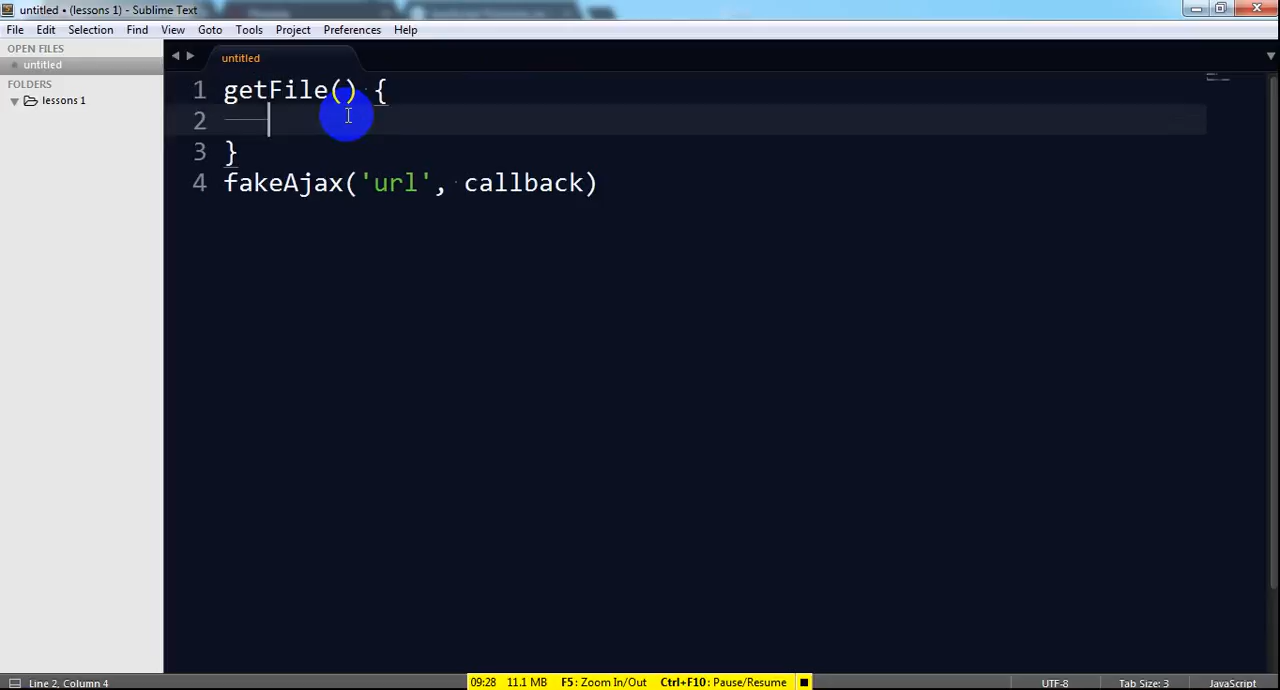 untitled • (lessons 1) - Sublime Text
File Edit Selection Find View Goto Tools Project Preferences Help
OPEN FILES
untitled
FOLDERS
lessons 1
untitled
1 getFile() {
2
3 }
4 fakeAjax('url', callback)
Line 2, Column 4
09:28 11.1 MB F5: Zoom In/Out Ctrl+F10: Pause/Resume
UTF-8 Tab Size: 3 JavaScript